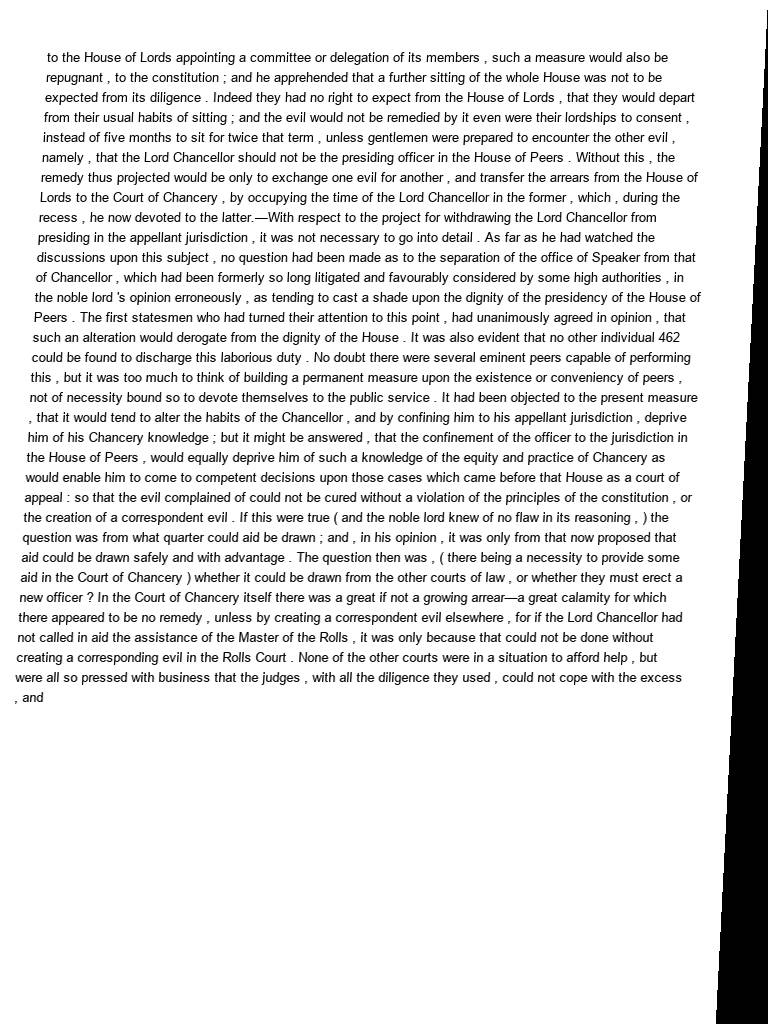 to the House of Lords appointing a committee or delegation of its members , such a measure would also be
repugnant , to the constitution ; and he apprehended that a further sitting of the whole House was not to be
expected from its diligence . Indeed they had no right to expect from the House of Lords , that they would depart
from their usual habits of sitting ; and the evil would not be remedied by it even were their lordships to consent ,
instead of five months to sit for twice that term , unless gentlemen were prepared to encounter the other evil ,
namely , that the Lord Chancellor should not be the presiding officer in the House of Peers . Without this , the
remedy thus projected would be only to exchange one evil for another , and transfer the arrears from the House of
Lords to the Court of Chancery , by occupying the time of the Lord Chancellor in the former , which , during the
recess , he now devoted to the latter.—With respect to the project for withdrawing the Lord Chancellor from
presiding in the appellant jurisdiction , it was not necessary to go into detail . As far as he had watched the
discussions upon this subject , no question had been made as to the separation of the office of Speaker from that
of Chancellor , which had been formerly so long litigated and favourably considered by some high authorities , in
the noble lord 's opinion erroneously , as tending to cast a shade upon the dignity of the presidency of the House of
Peers . The first statesmen who had turned their attention to this point , had unanimously agreed in opinion , that
such an alteration would derogate from the dignity of the House . It was also evident that no other individual 462
could be found to discharge this laborious duty . No doubt there were several eminent peers capable of performing
this , but it was too much to think of building a permanent measure upon the existence or conveniency of peers ,
not of necessity bound so to devote themselves to the public service . It had been objected to the present measure
, that it would tend to alter the habits of the Chancellor , and by confining him to his appellant jurisdiction , deprive
him of his Chancery knowledge ; but it might be answered , that the confinement of the officer to the jurisdiction in
the House of Peers , would equally deprive him of such a knowledge of the equity and practice of Chancery as
would enable him to come to competent decisions upon those cases which came before that House as a court of
appeal : so that the evil complained of could not be cured without a violation of the principles of the constitution , or
the creation of a correspondent evil . If this were true ( and the noble lord knew of no flaw in its reasoning , ) the
question was from what quarter could aid be drawn ; and , in his opinion , it was only from that now proposed that
aid could be drawn safely and with advantage . The question then was , ( there being a necessity to provide some
aid in the Court of Chancery ) whether it could be drawn from the other courts of law , or whether they must erect a
new officer ? In the Court of Chancery itself there was a great if not a growing arrear—a great calamity for which
there appeared to be no remedy , unless by creating a correspondent evil elsewhere , for if the Lord Chancellor had
not called in aid the assistance of the Master of the Rolls , it was only because that could not be done without
creating a corresponding evil in the Rolls Court . None of the other courts were in a situation to afford help , but
were all so pressed with business that the judges , with all the diligence they used , could not cope with the excess
, and